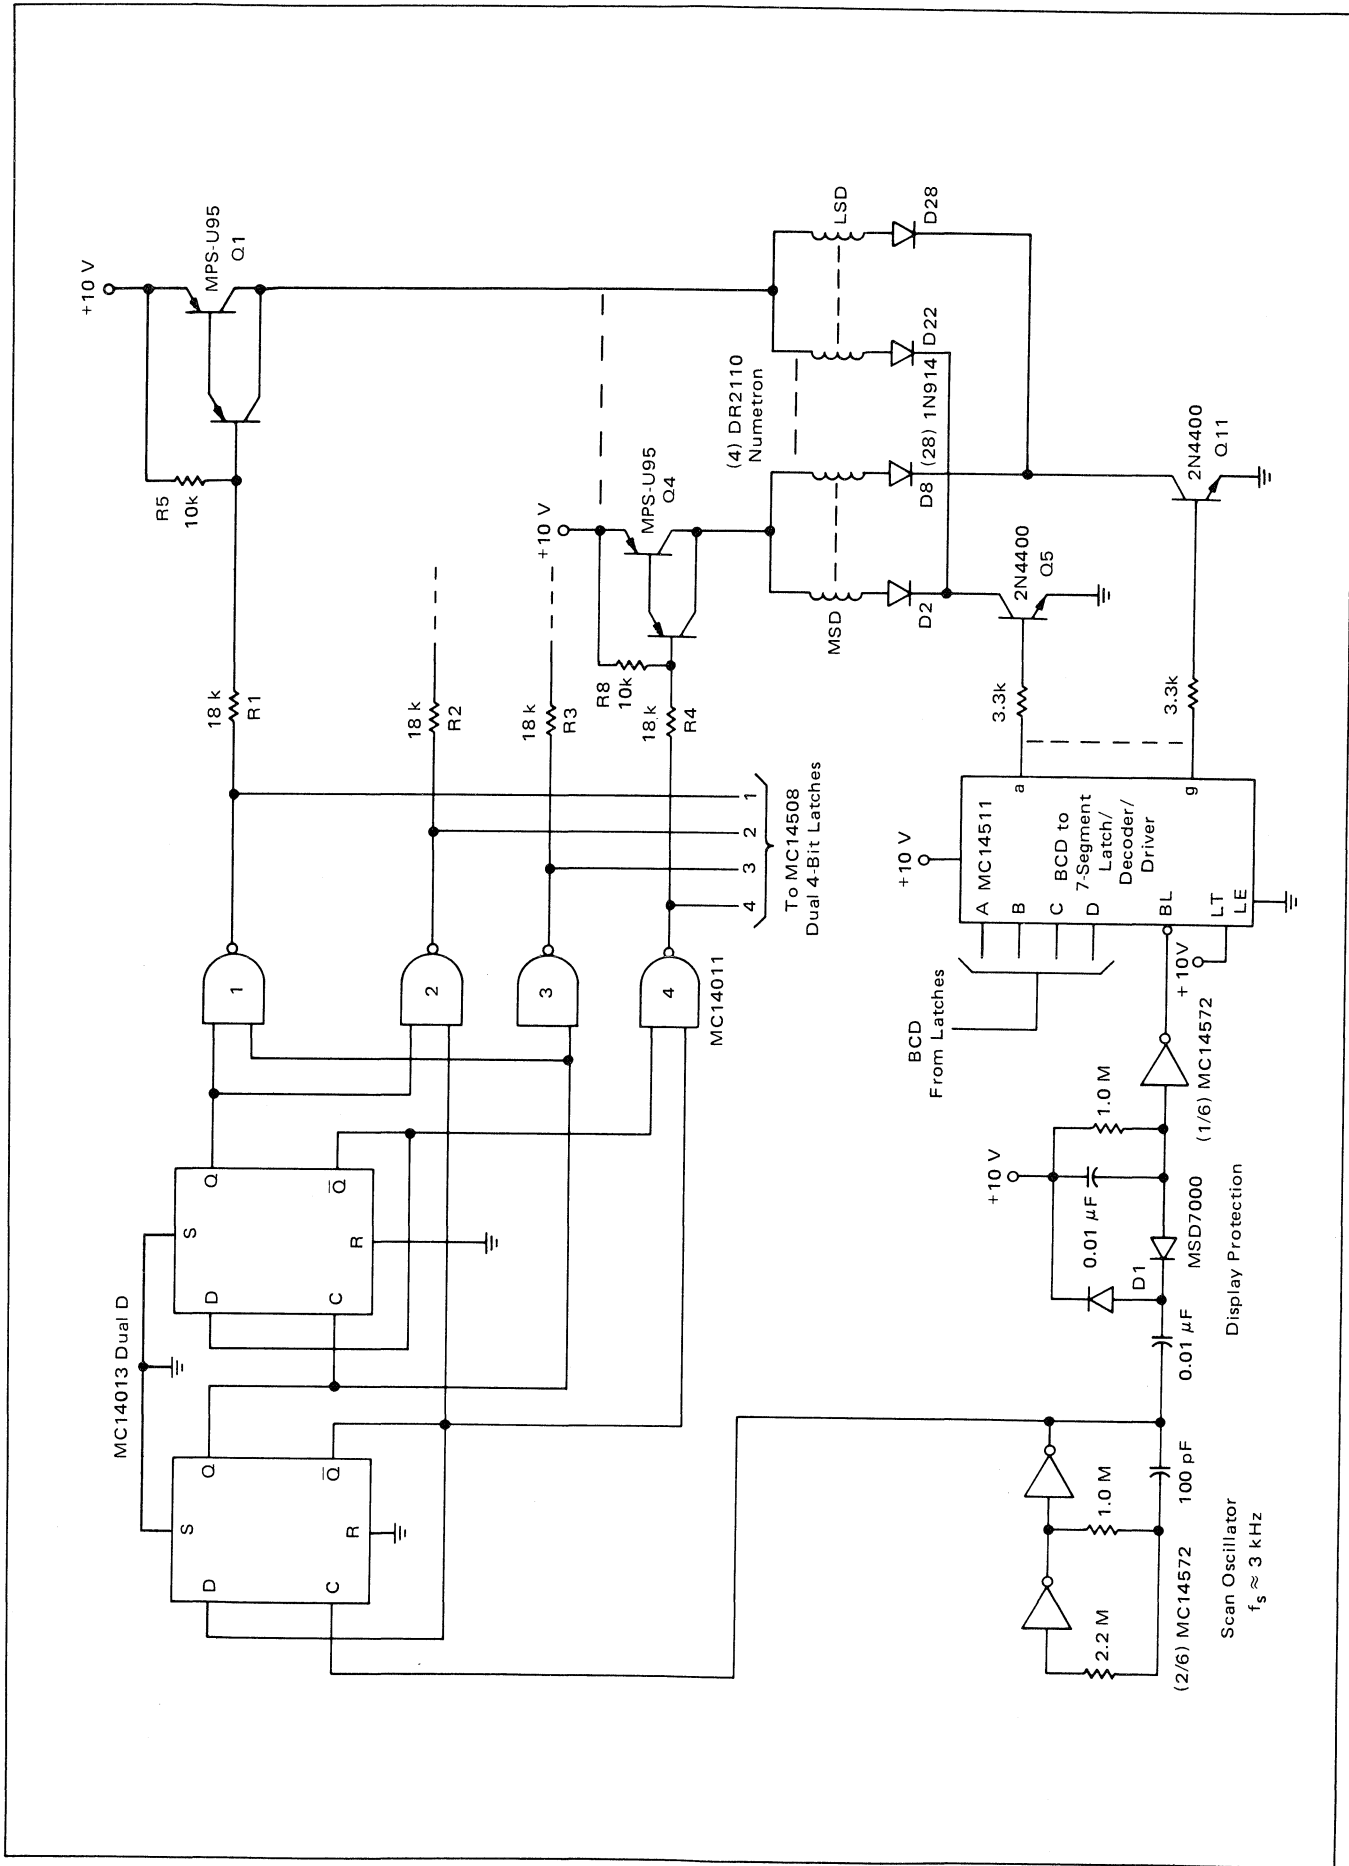 MC14013 Dual D
S
D
Q
C
R
Q
S
D
Q
C
R
Q
1
2
3
4
MC14011
18 k
R1
18 k
R2
18 k
R3
18 k
R4
R5
10k
R8
10k
+10 V
MPS-U95
Q1
+10 V
MPS-U95
Q4
1
2
3
4
To MC14508
Dual 4-Bit Latches
(4) DR2110
Numetron
MSD
LSD
D2
D8
(28) 1N914
D22
D28
2N4400
Q5
2N4400
Q11
3.3k
3.3k
+10 V
MC14511
BCD to
7-Segment
Latch/
Decoder/
Driver
A
B
C
D
BL
LT
LE
a
g
+ 10V
BCD
From Latches
(1/6) MC14572
1.0 M
+10 V
0.01 µF
D1
MSD7000
Display Protection
0.01 µF
2.2 M
1.0 M
100 pF
(2/6) MC14572
Scan Oscillator
fs ≈ 3 kHz